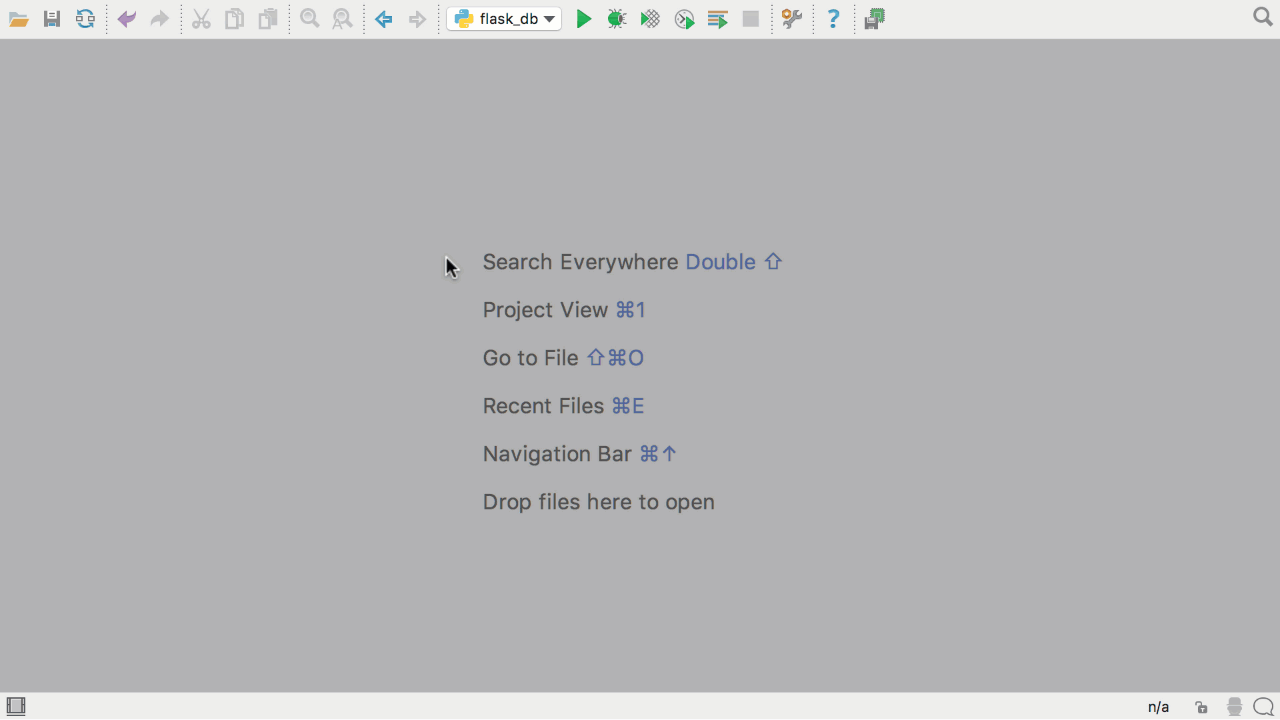 flask_db
?
Search Everywhere Double ⇧
Project View ⌘1
Go to File ⇧⌘O
Recent Files ⌘E
Navigation Bar ⌘↑
Drop files here to open
n/a